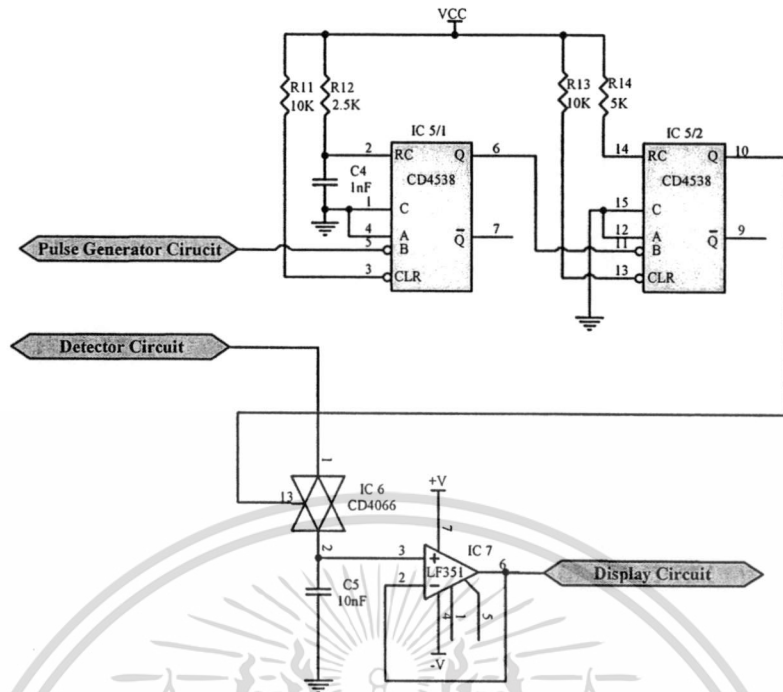 VCC
R11
10K
R12
2.5K
R13
10K
R14
5K
IC 5/1
IC 5/2
2
RC
Q
6
14
RC
Q
10
CD4538
CD4538
C4
1nF
1
C
15
C
4
A
Q
7
12
A
Q
9
Pulse Generator Cirucit
5
B
11
B
3
CLR
13
CLR
Detector Circuit
1
13
IC 6
CD4066
2
+V
7
IC 7
3
+
LF351
6
2
−
C5
10nF
4
1
5
-V
Display Circuit